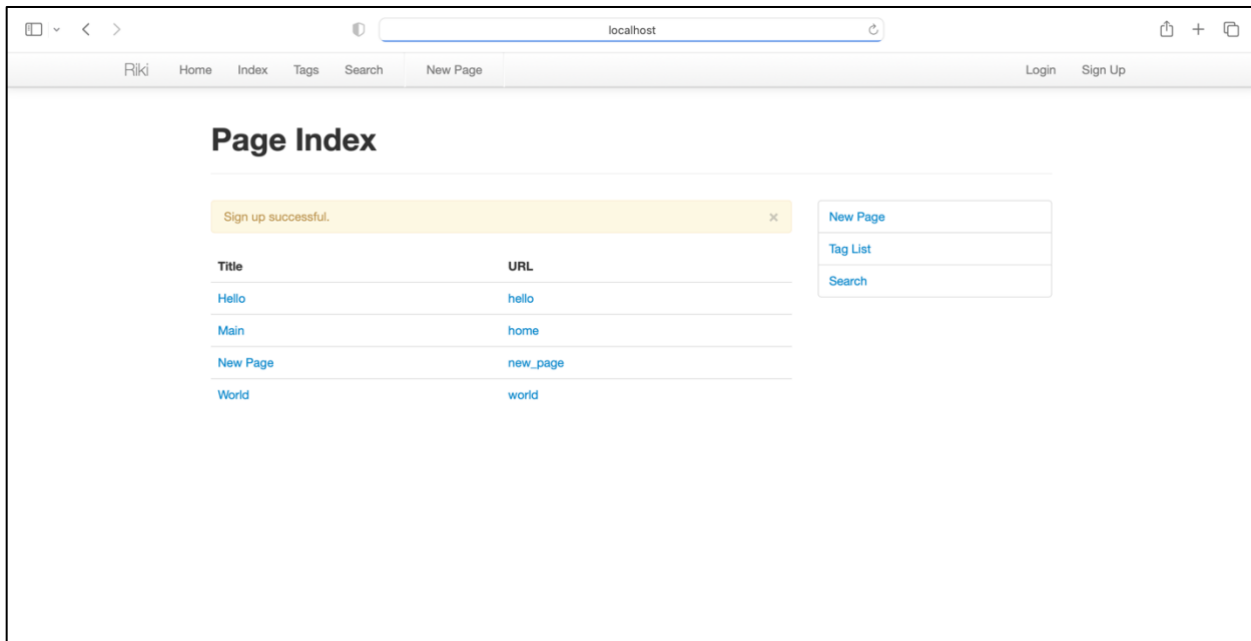 localhost
Riki Home Index Tags Search New Page Login Sign Up
Page Index
Sign up successful. ×
Title URL
Hello hello
Main home
New Page new_page
World world
New Page
Tag List
Search